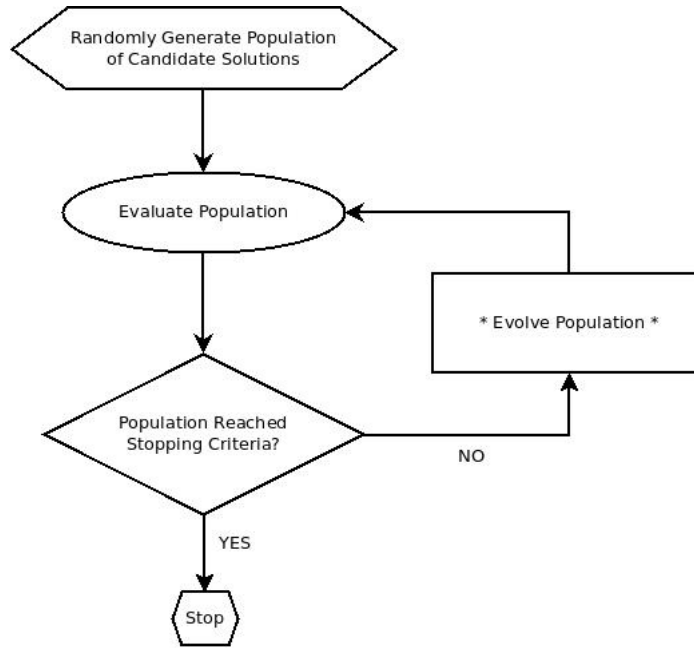 Randomly Generate Population
of Candidate Solutions
Evaluate Population
* Evolve Population *
Population Reached
Stopping Criteria?
NO
YES
Stop